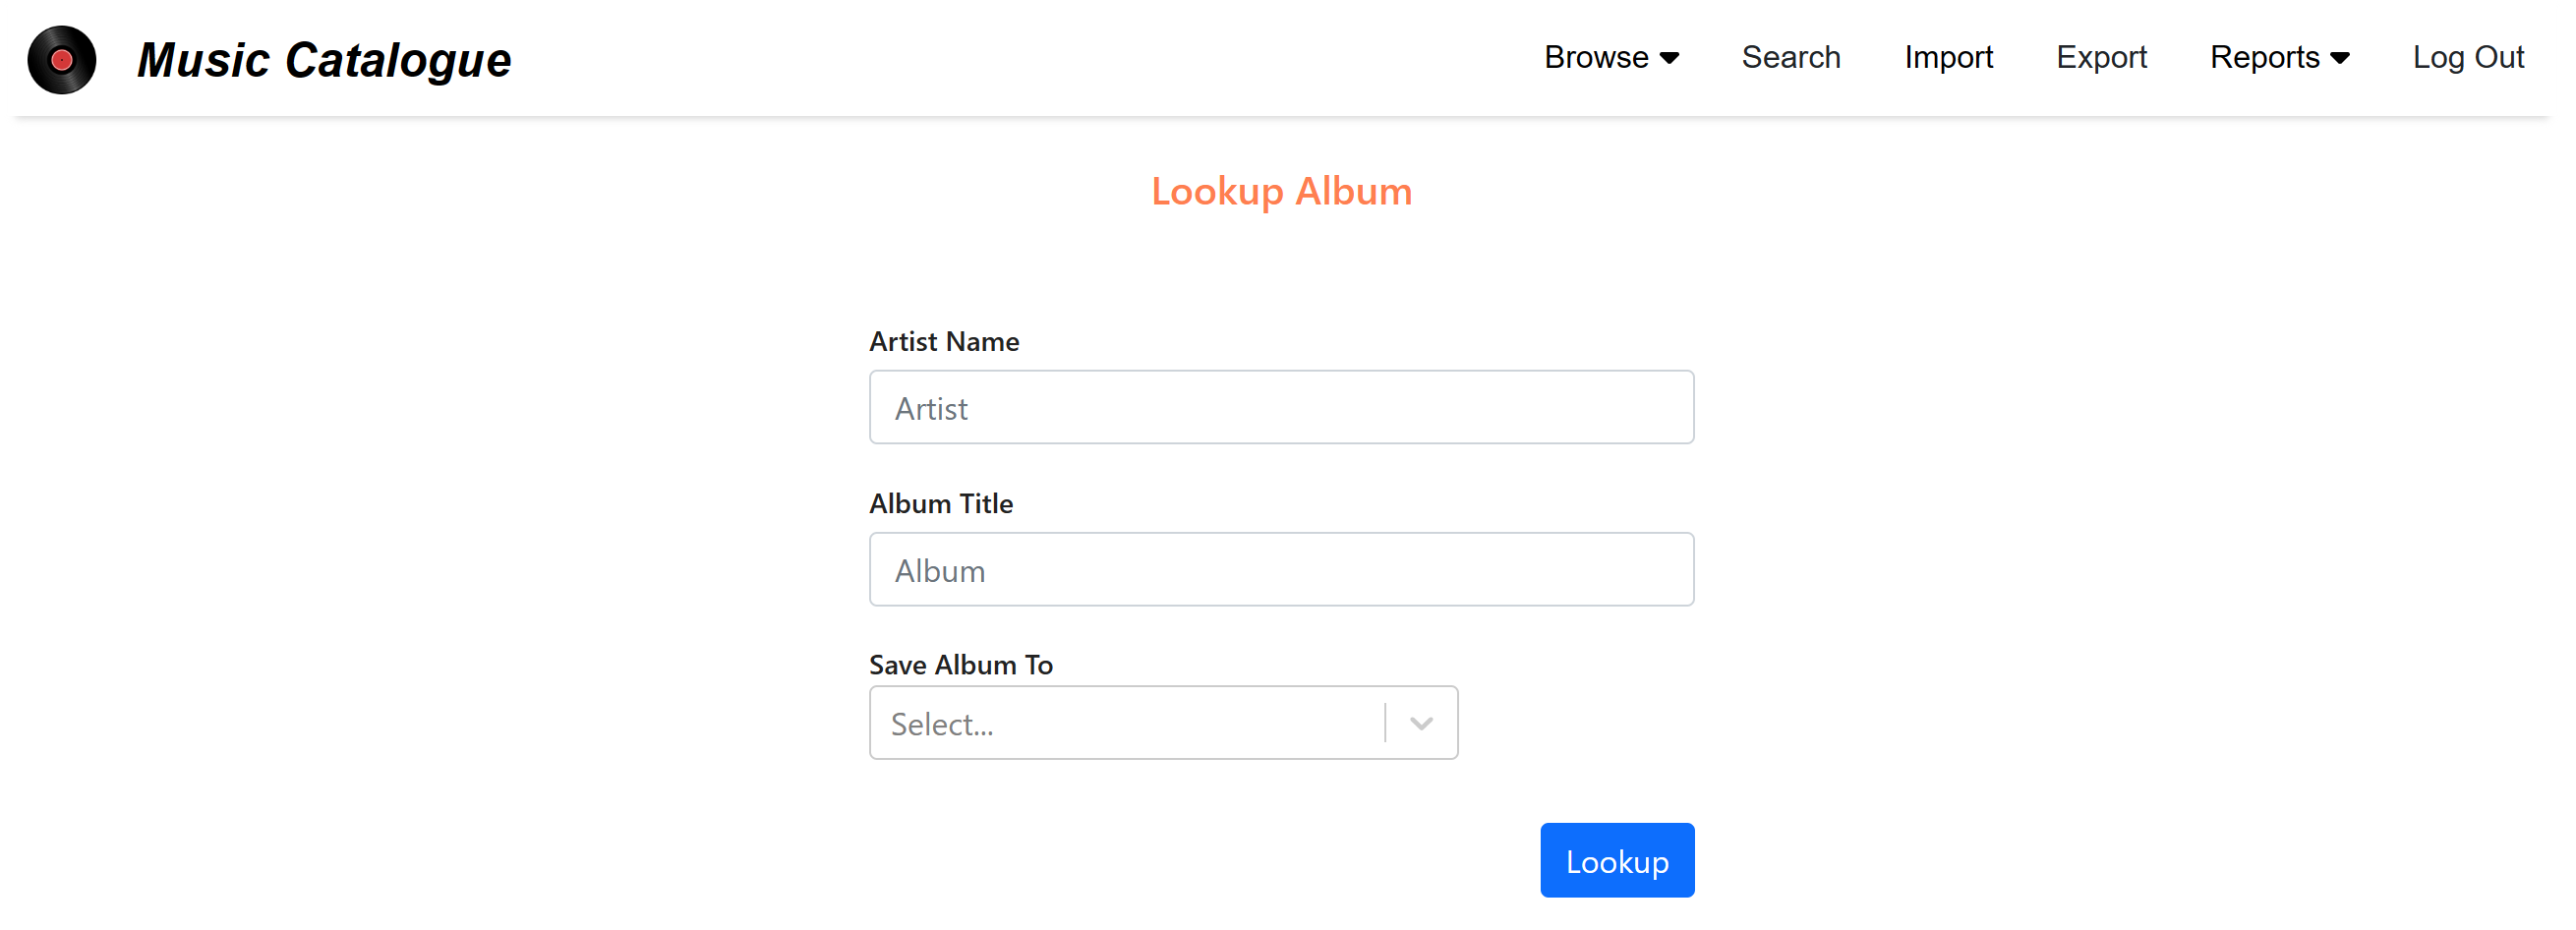 Music Catalogue
Browse Search Import Export Reports Log Out
Lookup Album
Artist Name
Artist
Album Title
Album
Save Album To
Select...
Lookup